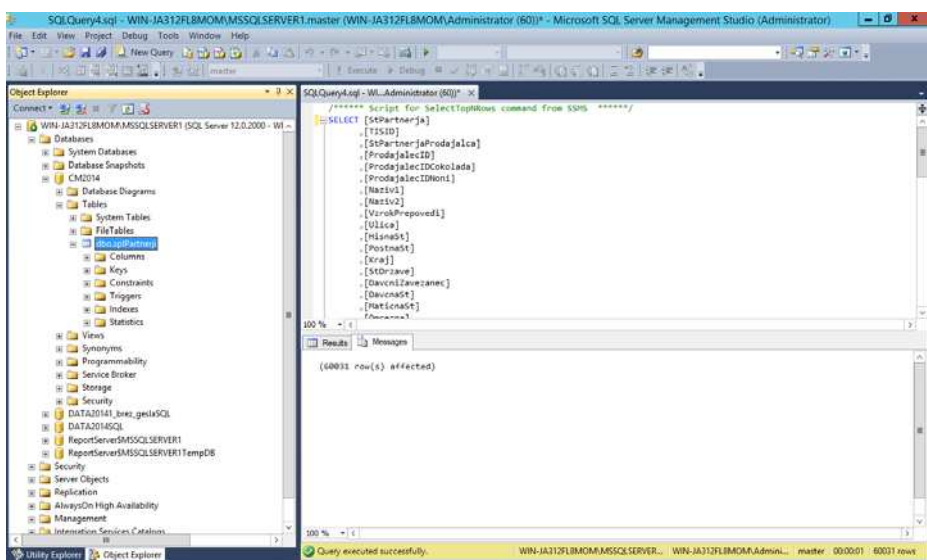 SQLQuery4.sql - WIN-JA312FL8MOM\MSSQLSERVER1.master (WIN-JA312FL8MOM\Administrator (60))* - Microsoft SQL Server Management Studio (Administrator)
File Edit View Project Debug Tools Window Help
New Query
master
Execute Debug
Object Explorer
SQLQuery4.sql - WI...Administrator (60))*
Connect
WIN-JA312FL8MOM\MSSQLSERVER1 (SQL Server 12.0.2000 - WI
Databases
System Databases
Database Snapshots
CM2014
Database Diagrams
Tables
System Tables
FileTables
dbo.splPartnerji
Columns
Keys
Constraints
Triggers
Indexes
Statistics
Views
Synonyms
Programmability
Service Broker
Storage
Security
DATA20141_brez_geslaSQL
DATA2014SQL
ReportServer$MSSQLSERVER1
ReportServer$MSSQLSERVER1TempDB
Security
Server Objects
Replication
AlwaysOn High Availability
Management
Integration Services Catalogs
Utility Explorer Object Explorer
/****** Script for SelectTopNRows command from SSMS ******/
SELECT [StPartnerja]
,[TISID]
,[StPartnerjaProdajalca]
,[ProdajalecID]
,[ProdajalecIDCokolada]
,[ProdajalecIDNoni]
,[Naziv1]
,[Naziv2]
,[VzrokPrepovedi]
,[Ulica]
,[HisnaSt]
,[PostnaSt]
,[Kraj]
,[StDrzave]
,[DavcniZavezanec]
,[DavcnaSt]
,[MaticnaSt]
100 %
Results Messages
(60031 row(s) affected)
100 %
Query executed successfully. WIN-JA312FL8MOM\MSSQLSERVER... WIN-JA312FL8MOM\Admini... master 00:00:01 60031 rows